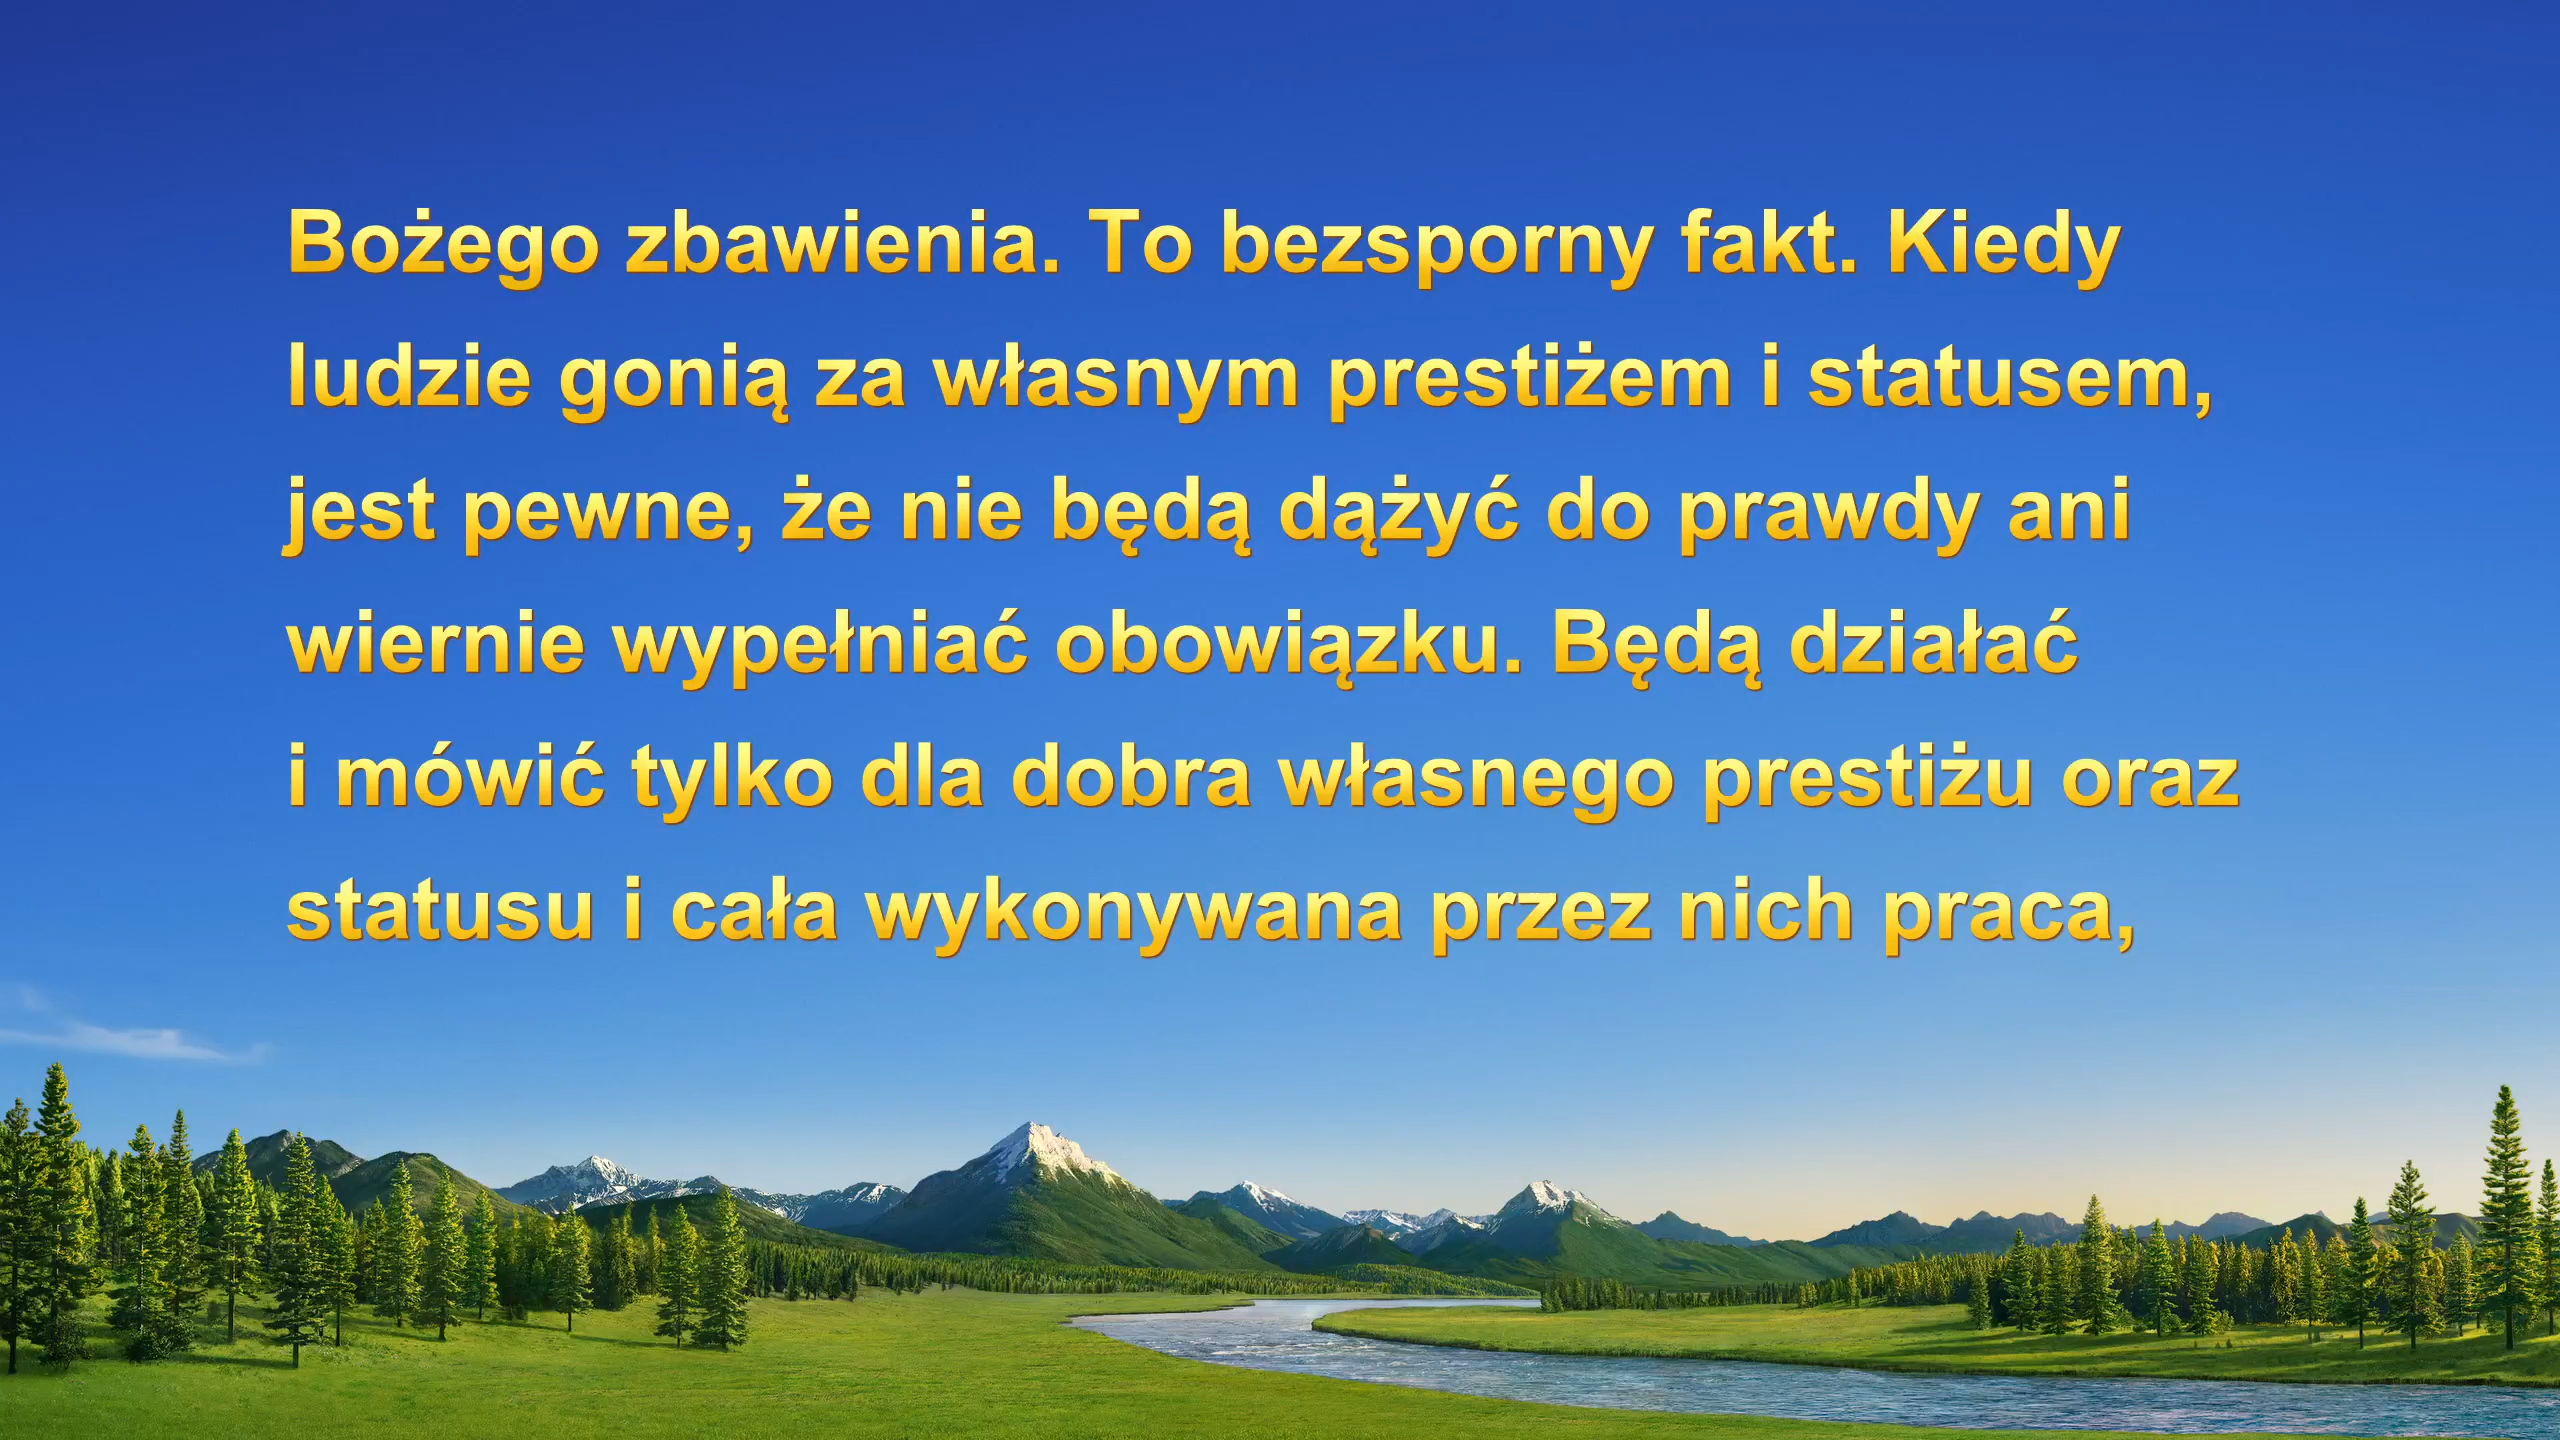 Bożego zbawienia. To bezsporny fakt. Kiedy
ludzie gonią za własnym prestiżem i statusem,
jest pewne, że nie będą dążyć do prawdy ani
wiernie wypełniać obowiązku. Będą działać
i mówić tylko dla dobra własnego prestiżu oraz
statusu i cała wykonywana przez nich praca,